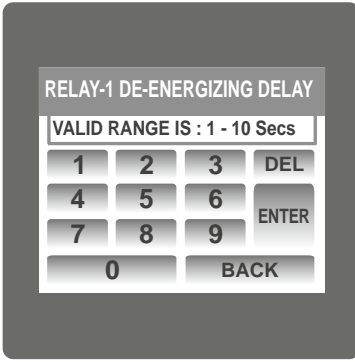 RELAY-1 DE-ENERGIZING DELAY
VALID RANGE IS : 1 - 10 Secs
1 2 3 DEL
4 5 6 ENTER
7 8 9
0 BACK